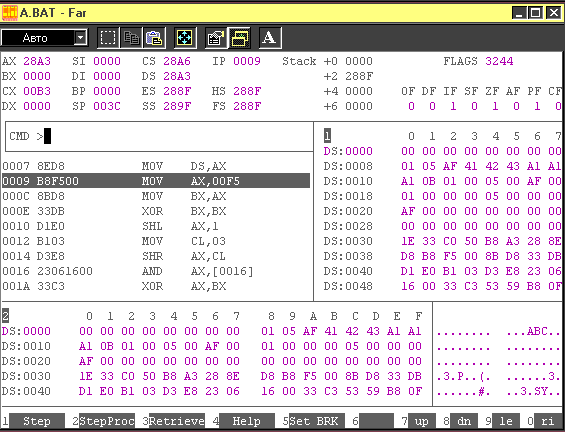 A.BAT - Far
Авто
A
AX 28A3 SI 0000 CS 28A6 IP 0009 Stack +0 0000 FLAGS 3244
BX 0000 DI 0000 DS 28A3 +2 288F
CX 00B3 BP 0000 ES 288F HS 288F +4 0000 OF DF IF SF ZF AF PF CF
DX 0000 SP 003C SS 289F FS 288F +6 0000 0 0 1 0 1 0 1 0
CMD >
1 0 1 2 3 4 5 6 7
DS:0000 00 00 00 00 00 00 00 00
DS:0008 01 05 AF 41 42 43 A1 A1
DS:0010 A1 0B 01 00 05 00 AF 00
DS:0018 01 00 00 05 00 00 00 00
DS:0020 AF 00 00 00 00 00 00 00
DS:0028 00 00 00 00 00 00 00 00
DS:0030 1E 33 C0 50 B8 A3 28 8E
DS:0038 D8 B8 F5 00 8B D8 33 DB
DS:0040 D1 E0 B1 03 D3 E8 23 06
DS:0048 16 00 33 C3 53 59 B8 0F
0007 8ED8 MOV DS,AX
0009 B8F500 MOV AX,00F5
000C 8BD8 MOV BX,AX
000E 33DB XOR BX,BX
0010 D1E0 SHL AX,1
0012 B103 MOV CL,03
0014 D3E8 SHR AX,CL
0016 23061600 AND AX,[0016]
001A 33C3 XOR AX,BX
2 0 1 2 3 4 5 6 7 8 9 A B C D E F
DS:0000 00 00 00 00 00 00 00 00 01 05 AF 41 42 43 A1 A1 ........ ...ABC..
DS:0010 A1 0B 01 00 05 00 AF 00 01 00 00 05 00 00 00 00 ........ ........
DS:0020 AF 00 00 00 00 00 00 00 00 00 00 00 00 00 00 00 ........ ........
DS:0030 1E 33 C0 50 B8 A3 28 8E D8 B8 F5 00 8B D8 33 DB .3.P..(. ......3.
DS:0040 D1 E0 B1 03 D3 E8 23 06 16 00 33 C3 53 59 B8 0F ......#. ..3.SY..
1 Step 2 StepProc 3 Retrieve 4 Help 5 Set BRK 6 7 up 8 dn 9 le 0 ri